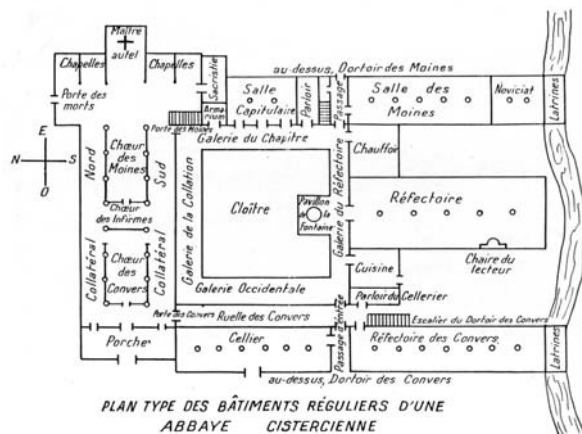 Maître
autel
Chapelles
Chapelles
Sacristie
au-dessus, Dortoir des Moines
Porte des
morts
Armarium
Salle
Capitulaire
Parloir
Passage
Salle des
Moines
Noviciat
Latrines
Porte des Moines
Galerie du Chapitre
Chauffoir
E
N
S
O
Nord
Chœur
des
Moines
Sud
Galerie de la Collation
Cloître
Pavillon
de la
fontaine
Galerie du Réfectoire
Réfectoire
Chœur
des Infirmes
Chaire du
lecteur
Collatéral
Chœur
des
Convers
Collatéral
Galerie Occidentale
Cuisine
Parloir du Cellerier
Porte des Convers
Ruelle des Convers
Passage d'entrée
Escalier du Dortoir des Convers
Porche
Cellier
Réfectoire des Convers
Latrines
au-dessus, Dortoir des Convers
PLAN TYPE DES BÂTIMENTS RÉGULIERS D'UNE
ABBAYE CISTERCIENNE